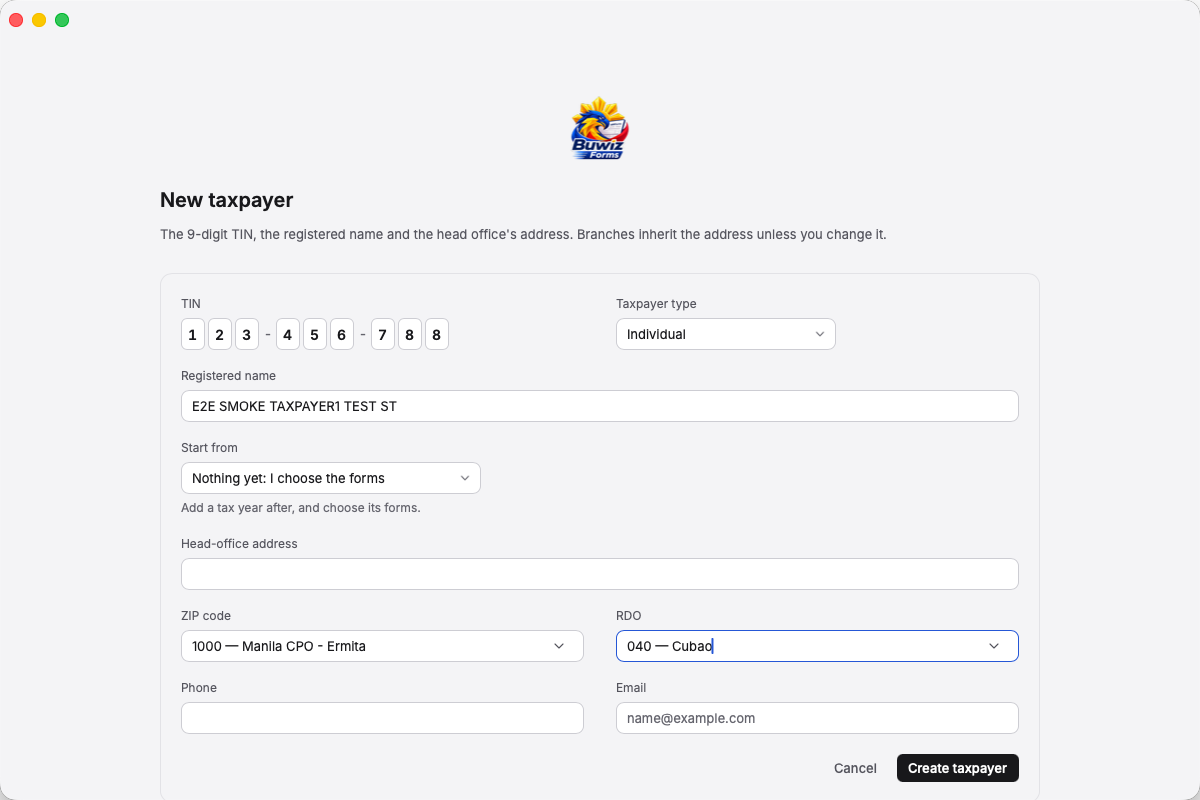 Buwiz
Forms
New taxpayer
The 9-digit TIN, the registered name and the head office's address. Branches inherit the address unless you change it.
TIN
Taxpayer type
1 2 3 - 4 5 6 - 7 8 8
Individual
Registered name
E2E SMOKE TAXPAYER1 TEST ST
Start from
Nothing yet: I choose the forms
Add a tax year after, and choose its forms.
Head-office address
ZIP code
RDO
1000 — Manila CPO - Ermita
040 — Cubao
Phone
Email
name@example.com
Cancel
Create taxpayer